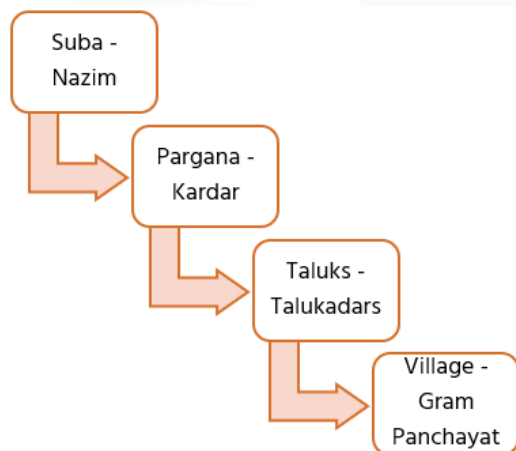 Suba -
Nazim
Pargana -
Kardar
Taluks -
Talukadars
Village -
Gram
Panchayat